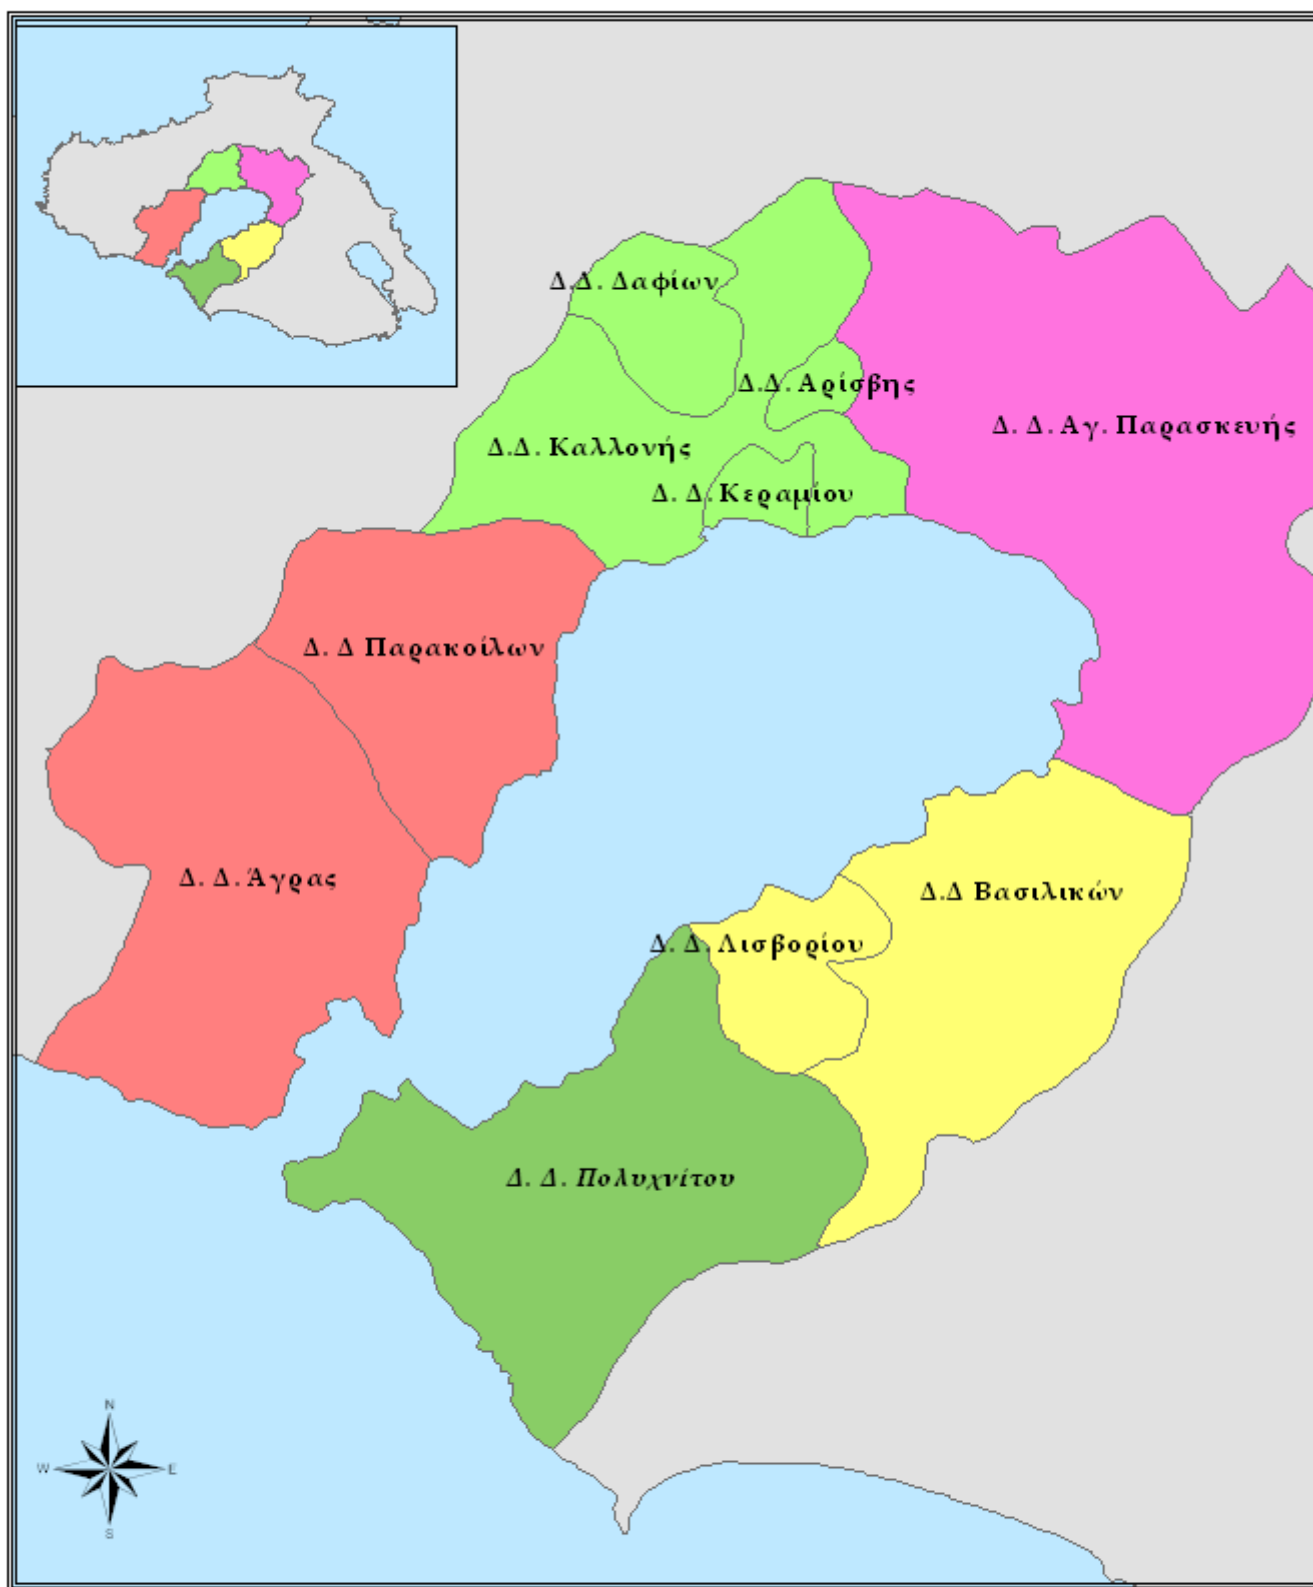 Δ.Δ. Δαφίων
Δ.Δ. Αρίσβης
Δ. Δ. Αγ. Παρασκευής
Δ.Δ. Καλλονής
Δ. Δ. Κεραμίου
Δ. Δ Παρακοίλων
Δ. Δ. Άγρας
Δ.Δ Βασιλικών
Δ. Δ. Λισβορίου
Δ. Δ. Πολυχνίτου
N
W
E
S